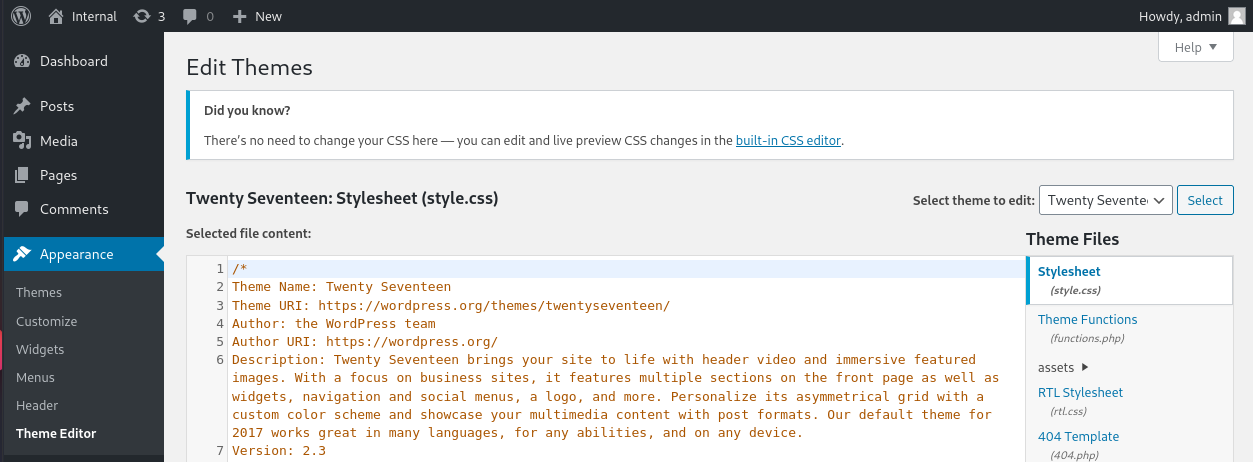 Internal 3 0 New Howdy, admin
Help
Dashboard
Posts
Media
Pages
Comments
Appearance
Themes
Customize
Widgets
Menus
Header
Theme Editor
Edit Themes
Did you know?
There's no need to change your CSS here — you can edit and live preview CSS changes in the built-in CSS editor.
Twenty Seventeen: Stylesheet (style.css)
Select theme to edit: Twenty Sevente Select
Selected file content:
1 /*
2 Theme Name: Twenty Seventeen
3 Theme URI: https://wordpress.org/themes/twentyseventeen/
4 Author: the WordPress team
5 Author URI: https://wordpress.org/
6 Description: Twenty Seventeen brings your site to life with header video and immersive featured
images. With a focus on business sites, it features multiple sections on the front page as well as
widgets, navigation and social menus, a logo, and more. Personalize its asymmetrical grid with a
custom color scheme and showcase your multimedia content with post formats. Our default theme for
2017 works great in many languages, for any abilities, and on any device.
7 Version: 2.3
Theme Files
Stylesheet
(style.css)
Theme Functions
(functions.php)
assets
RTL Stylesheet
(rtl.css)
404 Template
(404.php)